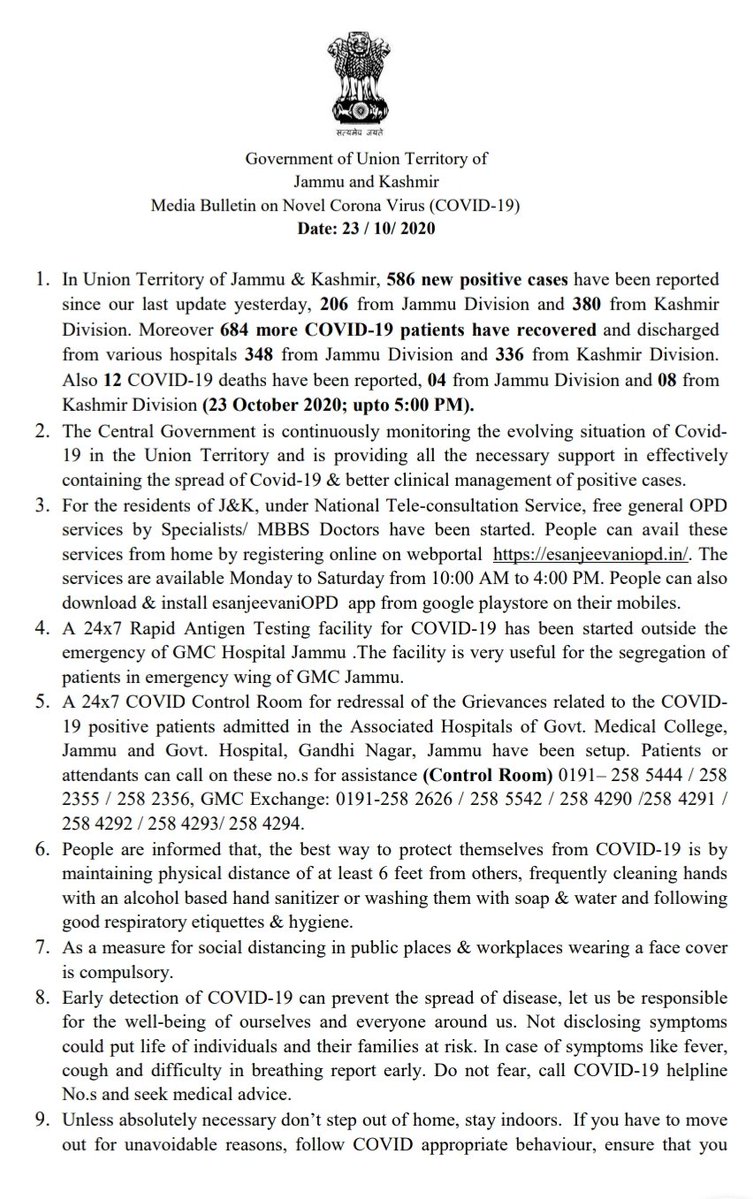 सत्यमेव जयते
Government of Union Territory of
Jammu and Kashmir
Media Bulletin on Novel Corona Virus (COVID-19)
Date: 23 / 10/ 2020
1. In Union Territory of Jammu & Kashmir, 586 new positive cases have been reported
since our last update yesterday, 206 from Jammu Division and 380 from Kashmir
Division. Moreover 684 more COVID-19 patients have recovered and discharged
from various hospitals 348 from Jammu Division and 336 from Kashmir Division.
Also 12 COVID-19 deaths have been reported, 04 from Jammu Division and 08 from
Kashmir Division (23 October 2020; upto 5:00 PM).
2. The Central Government is continuously monitoring the evolving situation of Covid-
19 in the Union Territory and is providing all the necessary support in effectively
containing the spread of Covid-19 & better clinical management of positive cases.
3. For the residents of J&K, under National Tele-consultation Service, free general OPD
services by Specialists/ MBBS Doctors have been started. People can avail these
services from home by registering online on webportal https://esanjeevaniopd.in/. The
services are available Monday to Saturday from 10:00 AM to 4:00 PM. People can also
download & install esanjeevaniOPD app from google playstore on their mobiles.
4. A 24x7 Rapid Antigen Testing facility for COVID-19 has been started outside the
emergency of GMC Hospital Jammu .The facility is very useful for the segregation of
patients in emergency wing of GMC Jammu.
5. A 24x7 COVID Control Room for redressal of the Grievances related to the COVID-
19 positive patients admitted in the Associated Hospitals of Govt. Medical College,
Jammu and Govt. Hospital, Gandhi Nagar, Jammu have been setup. Patients or
attendants can call on these no.s for assistance (Control Room) 0191– 258 5444 / 258
2355 / 258 2356, GMC Exchange: 0191-258 2626 / 258 5542 / 258 4290 /258 4291 /
258 4292 / 258 4293/ 258 4294.
6. People are informed that, the best way to protect themselves from COVID-19 is by
maintaining physical distance of at least 6 feet from others, frequently cleaning hands
with an alcohol based hand sanitizer or washing them with soap & water and following
good respiratory etiquettes & hygiene.
7. As a measure for social distancing in public places & workplaces wearing a face cover
is compulsory.
8. Early detection of COVID-19 can prevent the spread of disease, let us be responsible
for the well-being of ourselves and everyone around us. Not disclosing symptoms
could put life of individuals and their families at risk. In case of symptoms like fever,
cough and difficulty in breathing report early. Do not fear, call COVID-19 helpline
No.s and seek medical advice.
9. Unless absolutely necessary don’t step out of home, stay indoors. If you have to move
out for unavoidable reasons, follow COVID appropriate behaviour, ensure that you